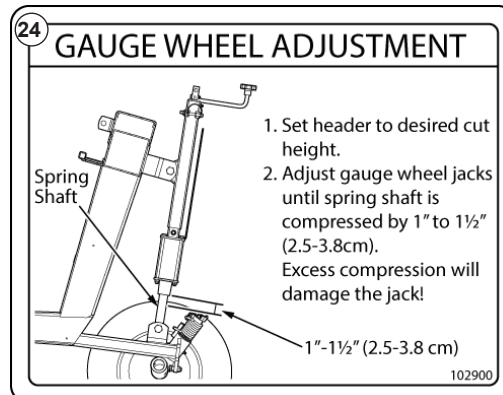 24
GAUGE WHEEL ADJUSTMENT
1. Set header to desired cut
height.
2. Adjust gauge wheel jacks
until spring shaft is
compressed by 1” to 1½”
(2.5-3.8cm).
Excess compression will
damage the jack!
Spring
Shaft
1”-1½” (2.5-3.8 cm)
102900